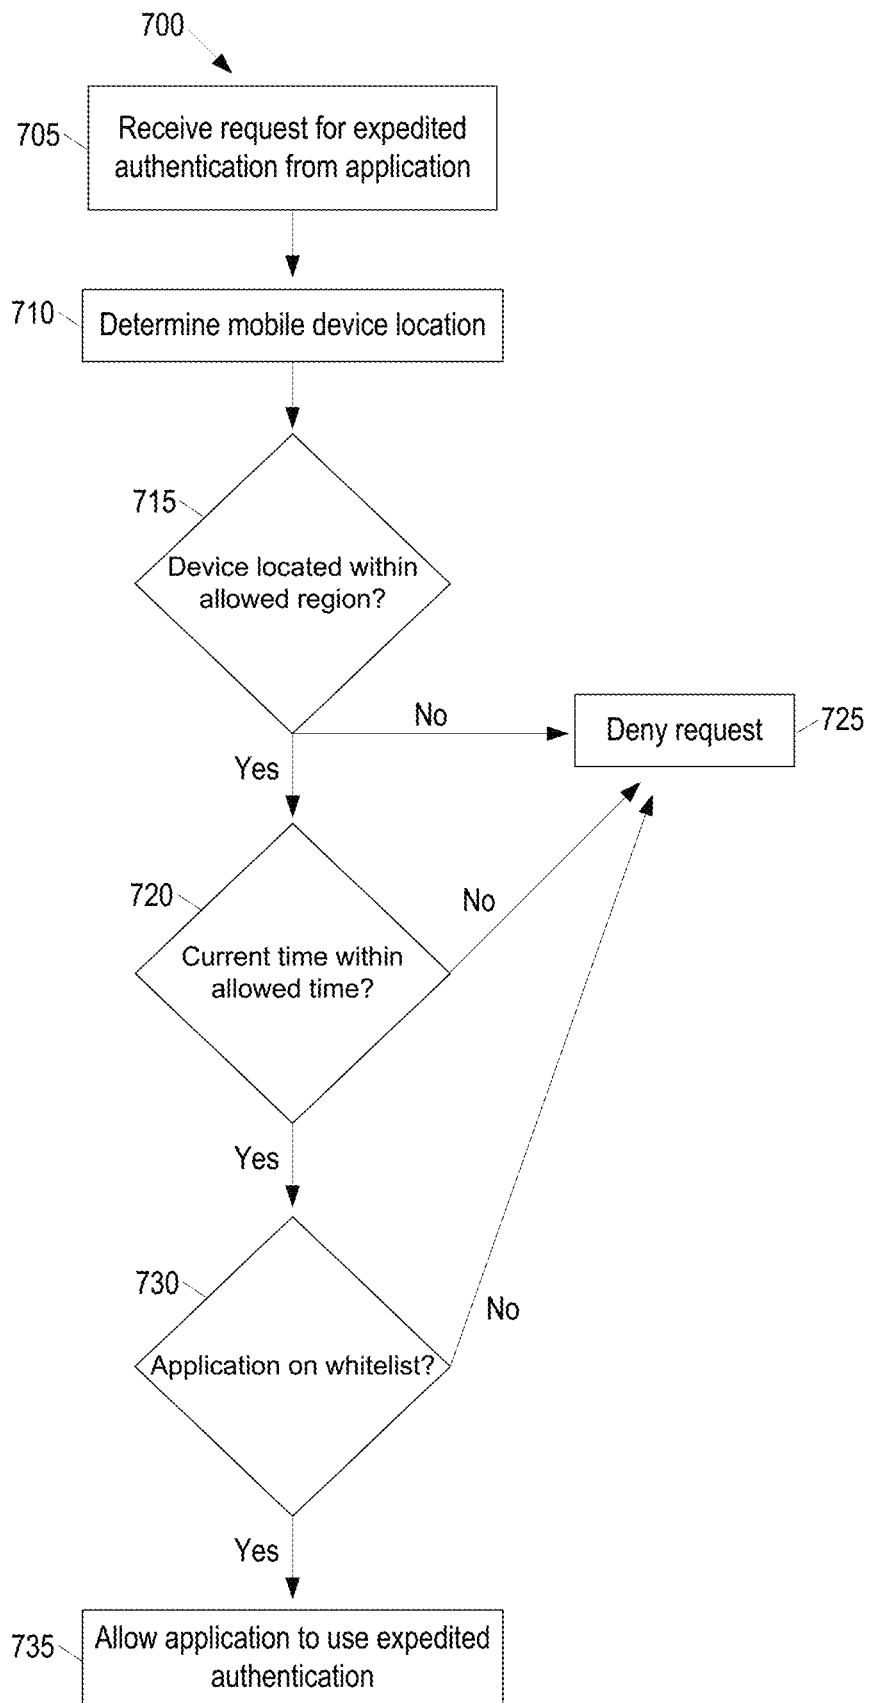 700
705
Receive request for expedited
authentication from application
710
Determine mobile device location
715
Device located within
allowed region?
No
Deny request
725
Yes
720
Current time within
allowed time?
No
Yes
730
Application on whitelist?
No
Yes
735
Allow application to use expedited
authentication